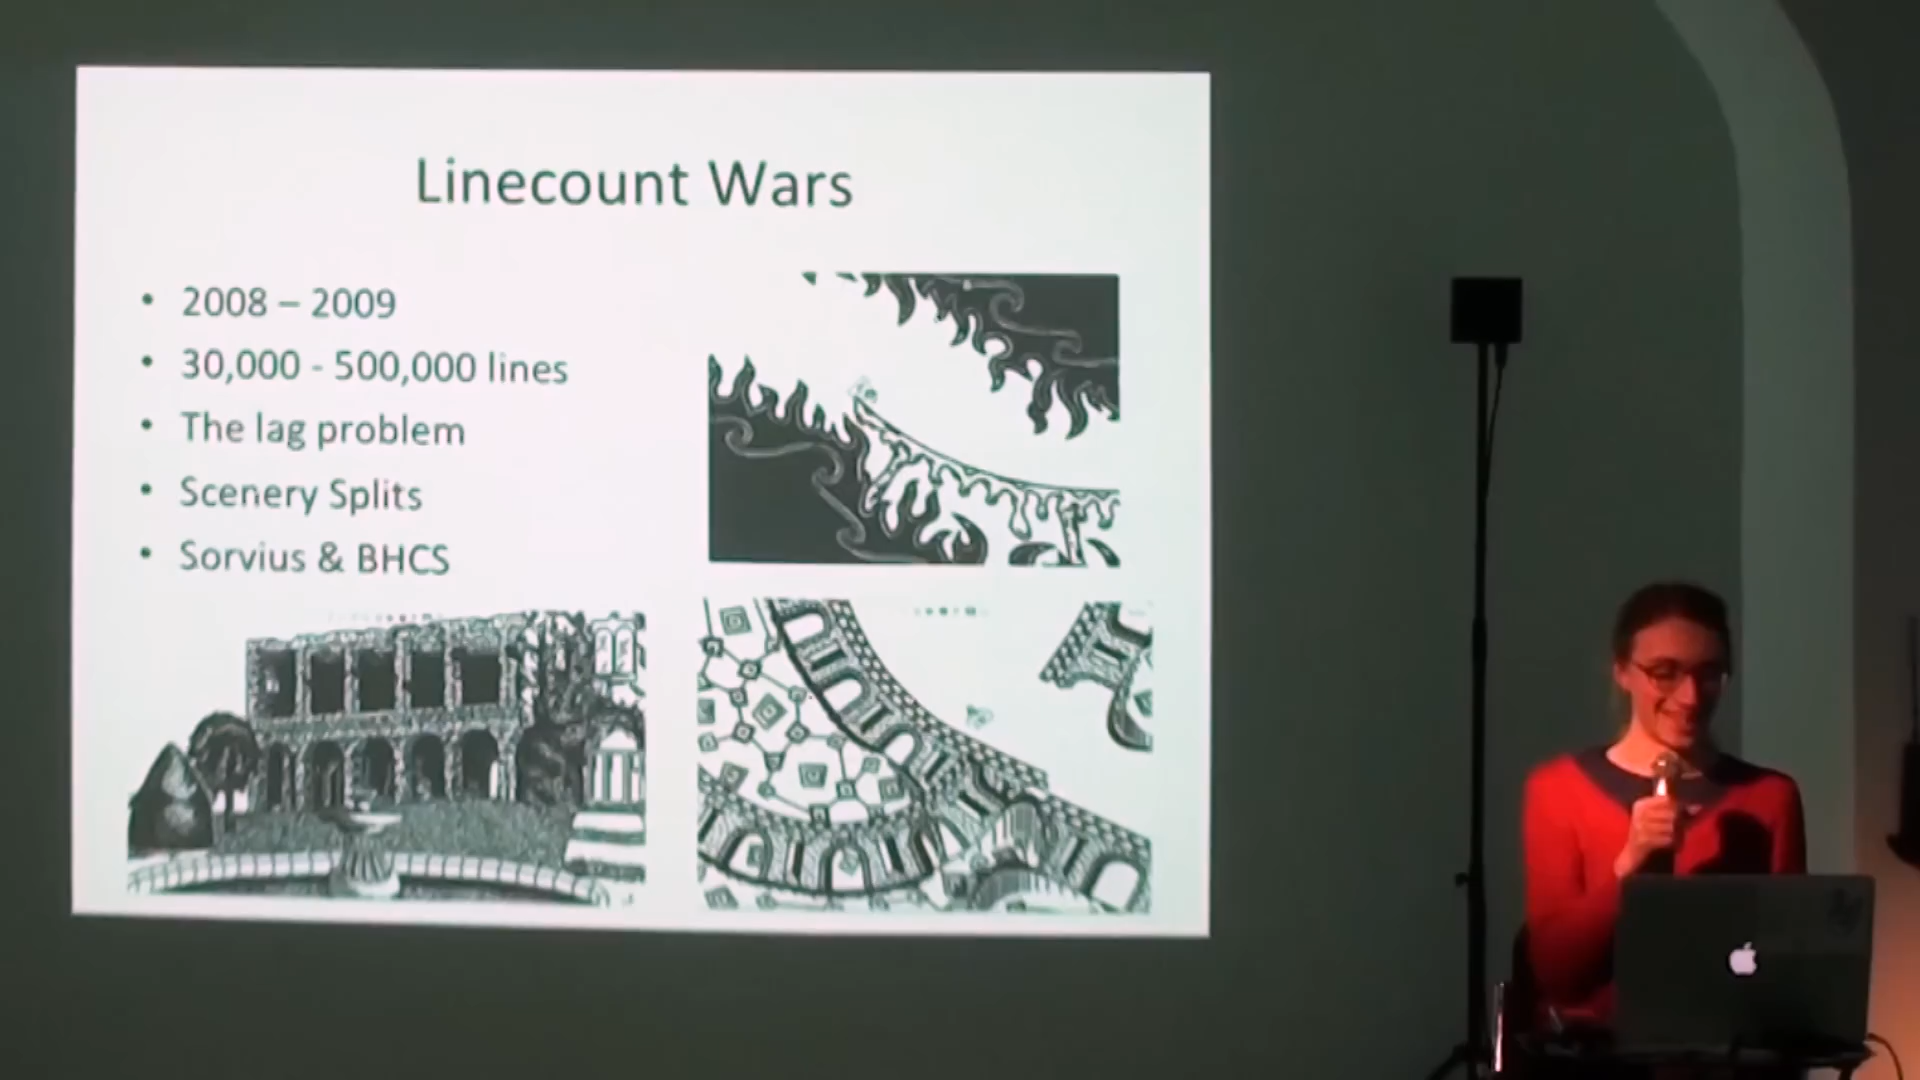 Linecount Wars
• 2008 – 2009
• 30,000 - 500,000 lines
• The lag problem
• Scenery Splits
• Sorvius & BHCS